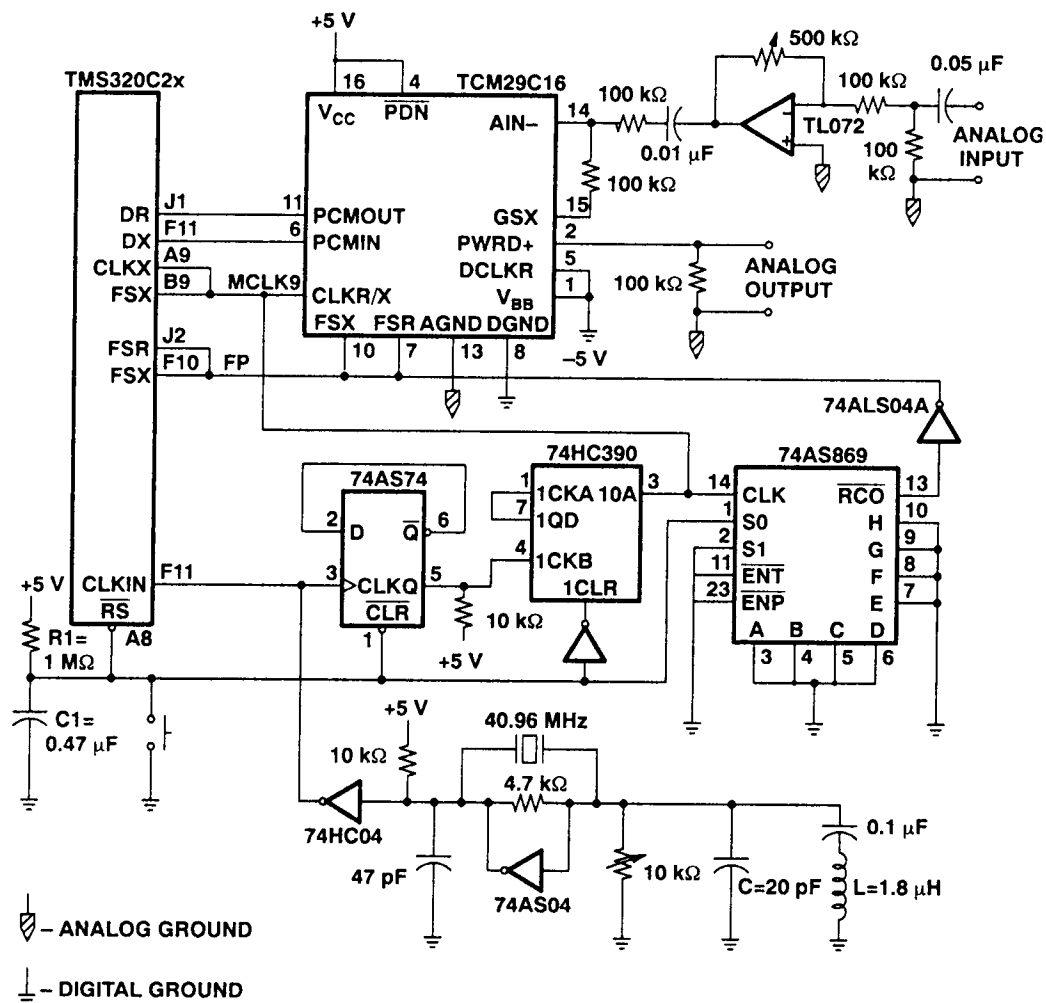 +5 V
TMS320C2x
16
4
TCM29C16
VCC
PDN
AIN–
14
100 kΩ
0.01 μF
500 kΩ
TL072
–
+
100 kΩ
0.05 μF
100 kΩ
ANALOG INPUT
100 kΩ
DR
J1
11
PCMOUT
GSX
15
DX
F11
6
PCMIN
PWRD+
2
CLKX
A9
DCLKR
5
100 kΩ
ANALOG OUTPUT
FSX
B9
MCLK
9
CLKR/X
VBB
1
FSX
FSR
AGND
DGND
FSR
J2
10
7
13
8
–5 V
FSX
F10
FP
74ALS04A
74AS74
74HC390
74AS869
2
D
Q
6
1
1CKA
10A
3
14
CLK
RCO
13
7
1QD
1
S0
H
10
2
S1
G
9
4
1CKB
11
ENT
F
8
CLKIN
F11
3
CLKQ
5
1CLR
23
ENP
E
7
CLR
1
10 kΩ
+5 V
A
B
C
D
3
4
5
6
+5 V
RS
A8
R1=
1 MΩ
C1=
0.47 μF
+5 V
10 kΩ
40.96 MHz
4.7 kΩ
74HC04
47 pF
74AS04
10 kΩ
C=20 pF
0.1 μF
L=1.8 μH
– ANALOG GROUND
– DIGITAL GROUND